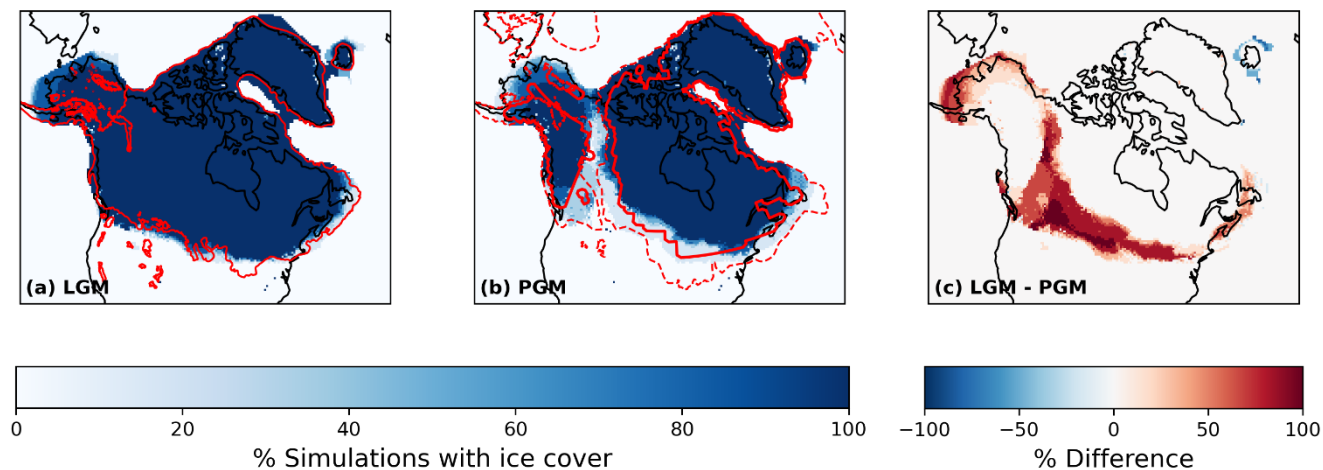 (a) LGM
(b) PGM
(c) LGM - PGM
0 20 40 60 80 100
% Simulations with ice cover
−100 −50 0 50 100
% Difference